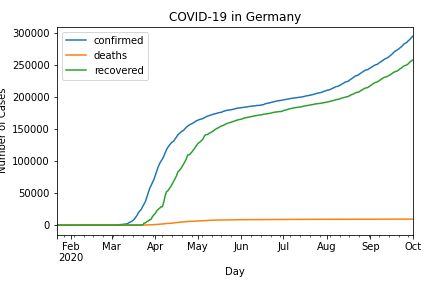 COVID-19 in Germany
300000
250000
200000
150000
100000
50000
0
Number of Cases
confirmed
deaths
recovered
Feb Mar Apr May Jun Jul Aug Sep Oct
2020
Day